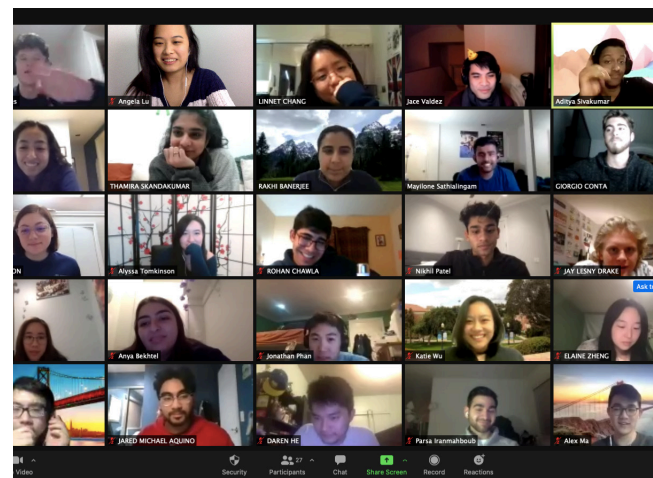 s
Angela Lu
LINNET CHANG
Jace Valdez
Aditya Sivakumar
THAMIRA SKANDAKUMAR
RAKHI BANERJEE
Mayilone Sathialingam
GIORGIO CONTA
ON
Alyssa Tomkinson
ROHAN CHAWLA
Nikhil Patel
JAY LESNY DRAKE
Ask to
Anya Bekhtel
Jonathan Phan
Katie Wu
ELAINE ZHENG
JARED MICHAEL AQUINO
DAREN HE
Parsa Iranmahboub
Alex Ma
Video
Security
Participants
27
Chat
Share Screen
Record
Reactions